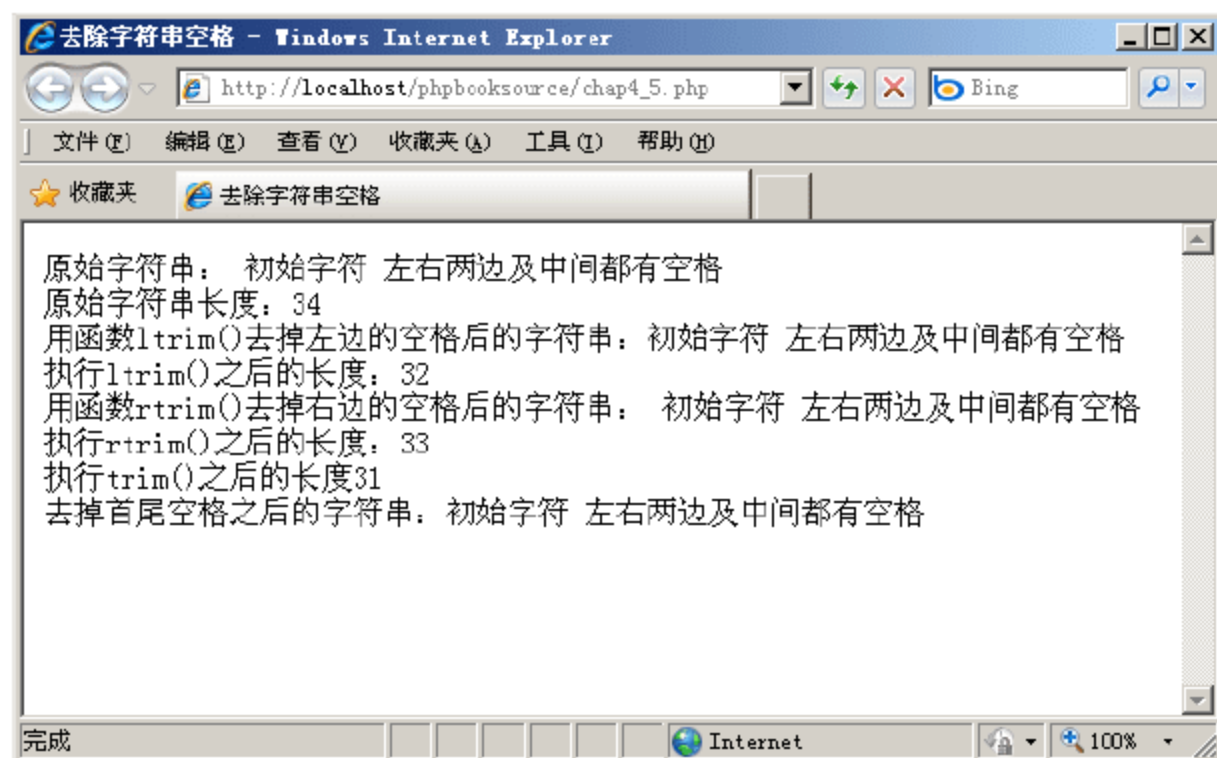 去除字符串空格 - Windows Internet Explorer
http://localhost/phpbooksource/chap4_5.php
Bing
文件(F) 编辑(E) 查看(V) 收藏夹(A) 工具(T) 帮助(H)
收藏夹 去除字符串空格
原始字符串: 初始字符 左右两边及中间都有空格
原始字符串长度: 34
用函数ltrim()去掉左边的空格后的字符串: 初始字符 左右两边及中间都有空格
执行ltrim()之后的长度: 32
用函数rtrim()去掉右边的空格后的字符串: 初始字符 左右两边及中间都有空格
执行rtrim()之后的长度: 33
执行trim()之后的长度31
去掉首尾空格之后的字符串: 初始字符 左右两边及中间都有空格
完成 Internet 100%